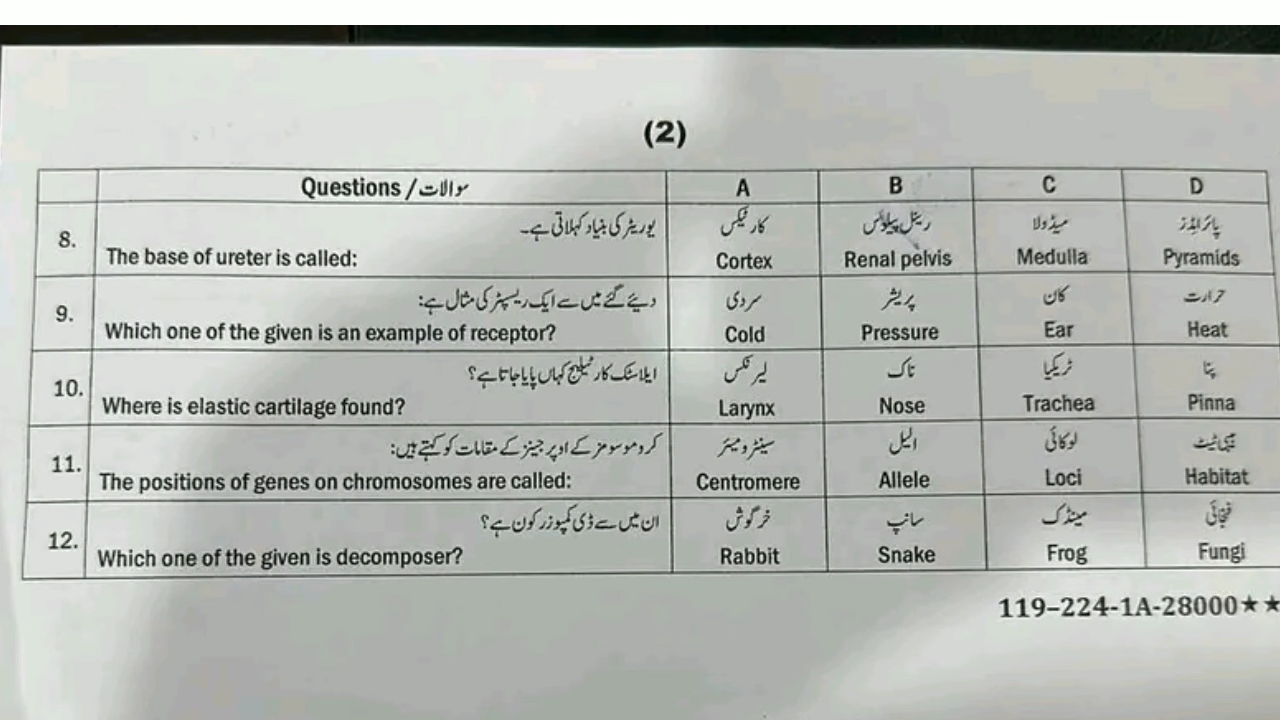 (2)
Questions / سوالات A B C D
8. یوریٹر کی بنیاد کہلاتی ہے۔ کارٹیکس رینل پیلوئس میڈولا پائرامڈز
The base of ureter is called: Cortex Renal pelvis Medulla Pyramids
9. دیئے گئے میں سے ایک ریسپٹر کی مثال ہے: سردی پریشر کان حرارت
Which one of the given is an example of receptor? Cold Pressure Ear Heat
10. ایلاسٹک کارٹیلیج کہاں پایا جاتا ہے؟ لیرنکس ناک ٹریکیا پنا
Where is elastic cartilage found? Larynx Nose Trachea Pinna
11. کروموسومز کے اوپر جینز کے مقامات کو کہتے ہیں: سینٹرومیئر الیل لوکائی ہیبی ٹیٹ
The positions of genes on chromosomes are called: Centromere Allele Loci Habitat
12. ان میں سے ڈی کمپوزر کون ہے؟ خرگوش سانپ مینڈک فنجائی
Which one of the given is decomposer? Rabbit Snake Frog Fungi
119–224-1A-28000★★